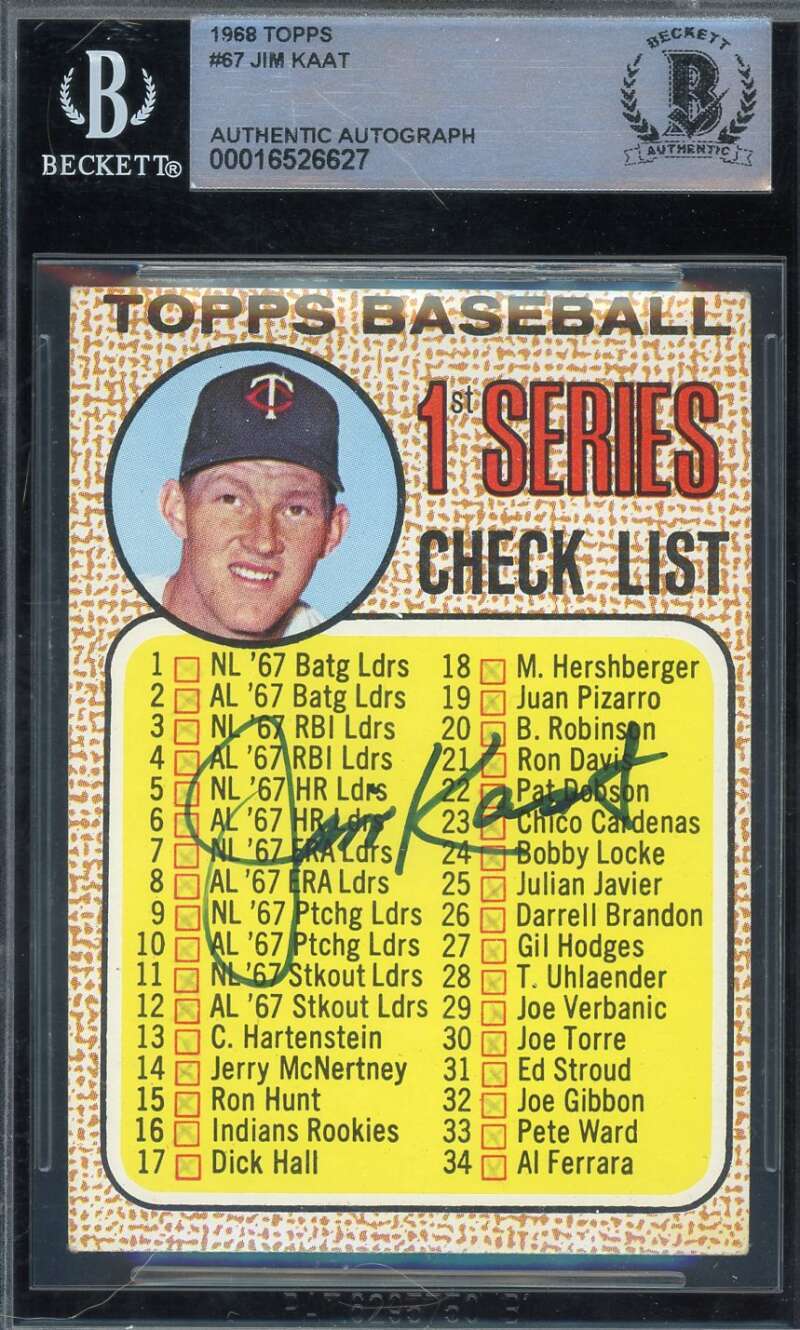 1968 TOPPS
#67 JIM KAAT
AUTHENTIC AUTOGRAPH
00016526627
B
BECKETT®
BECKETT
B
AUTHENTIC
TOPPS BASEBALL
TC
1st SERIES
CHECK LIST
1 NL '67 Batg Ldrs
2 AL '67 Batg Ldrs
3 NL '67 RBI Ldrs
4 AL '67 RBI Ldrs
5 NL '67 HR Ldrs
6 AL '67 HR Ldrs
7 NL '67 ERA Ldrs
8 AL '67 ERA Ldrs
9 NL '67 Ptchg Ldrs
10 AL '67 Ptchg Ldrs
11 NL '67 Stkout Ldrs
12 AL '67 Stkout Ldrs
13 C. Hartenstein
14 Jerry McNertney
15 Ron Hunt
16 Indians Rookies
17 Dick Hall
18 M. Hershberger
19 Juan Pizarro
20 B. Robinson
21 Ron Davis
22 Pat Dobson
23 Chico Cardenas
24 Bobby Locke
25 Julian Javier
26 Darrell Brandon
27 Gil Hodges
28 T. Uhlaender
29 Joe Verbanic
30 Joe Torre
31 Ed Stroud
32 Joe Gibbon
33 Pete Ward
34 Al Ferrara
Jim Kaat